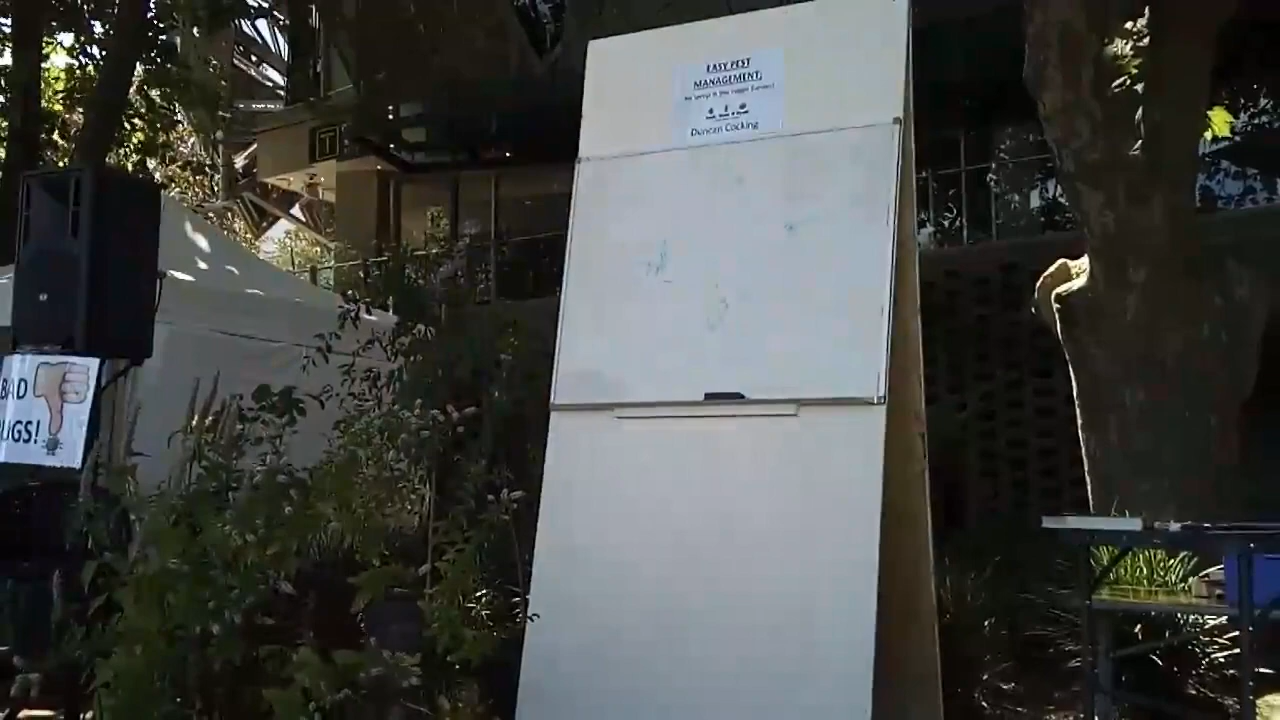 EASY PEST
MANAGEMENT:
Duncan Cocking
T
BAD
UGS!